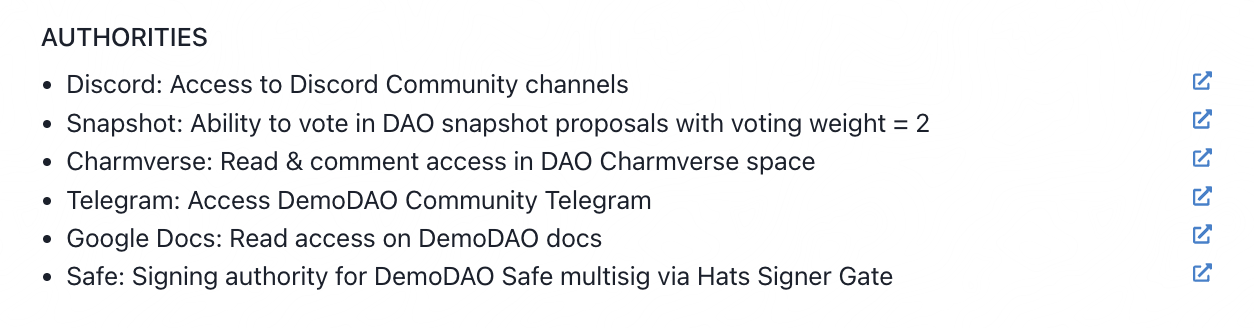 AUTHORITIES
• Discord: Access to Discord Community channels
• Snapshot: Ability to vote in DAO snapshot proposals with voting weight = 2
• Charmverse: Read & comment access in DAO Charmverse space
• Telegram: Access DemoDAO Community Telegram
• Google Docs: Read access on DemoDAO docs
• Safe: Signing authority for DemoDAO Safe multisig via Hats Signer Gate